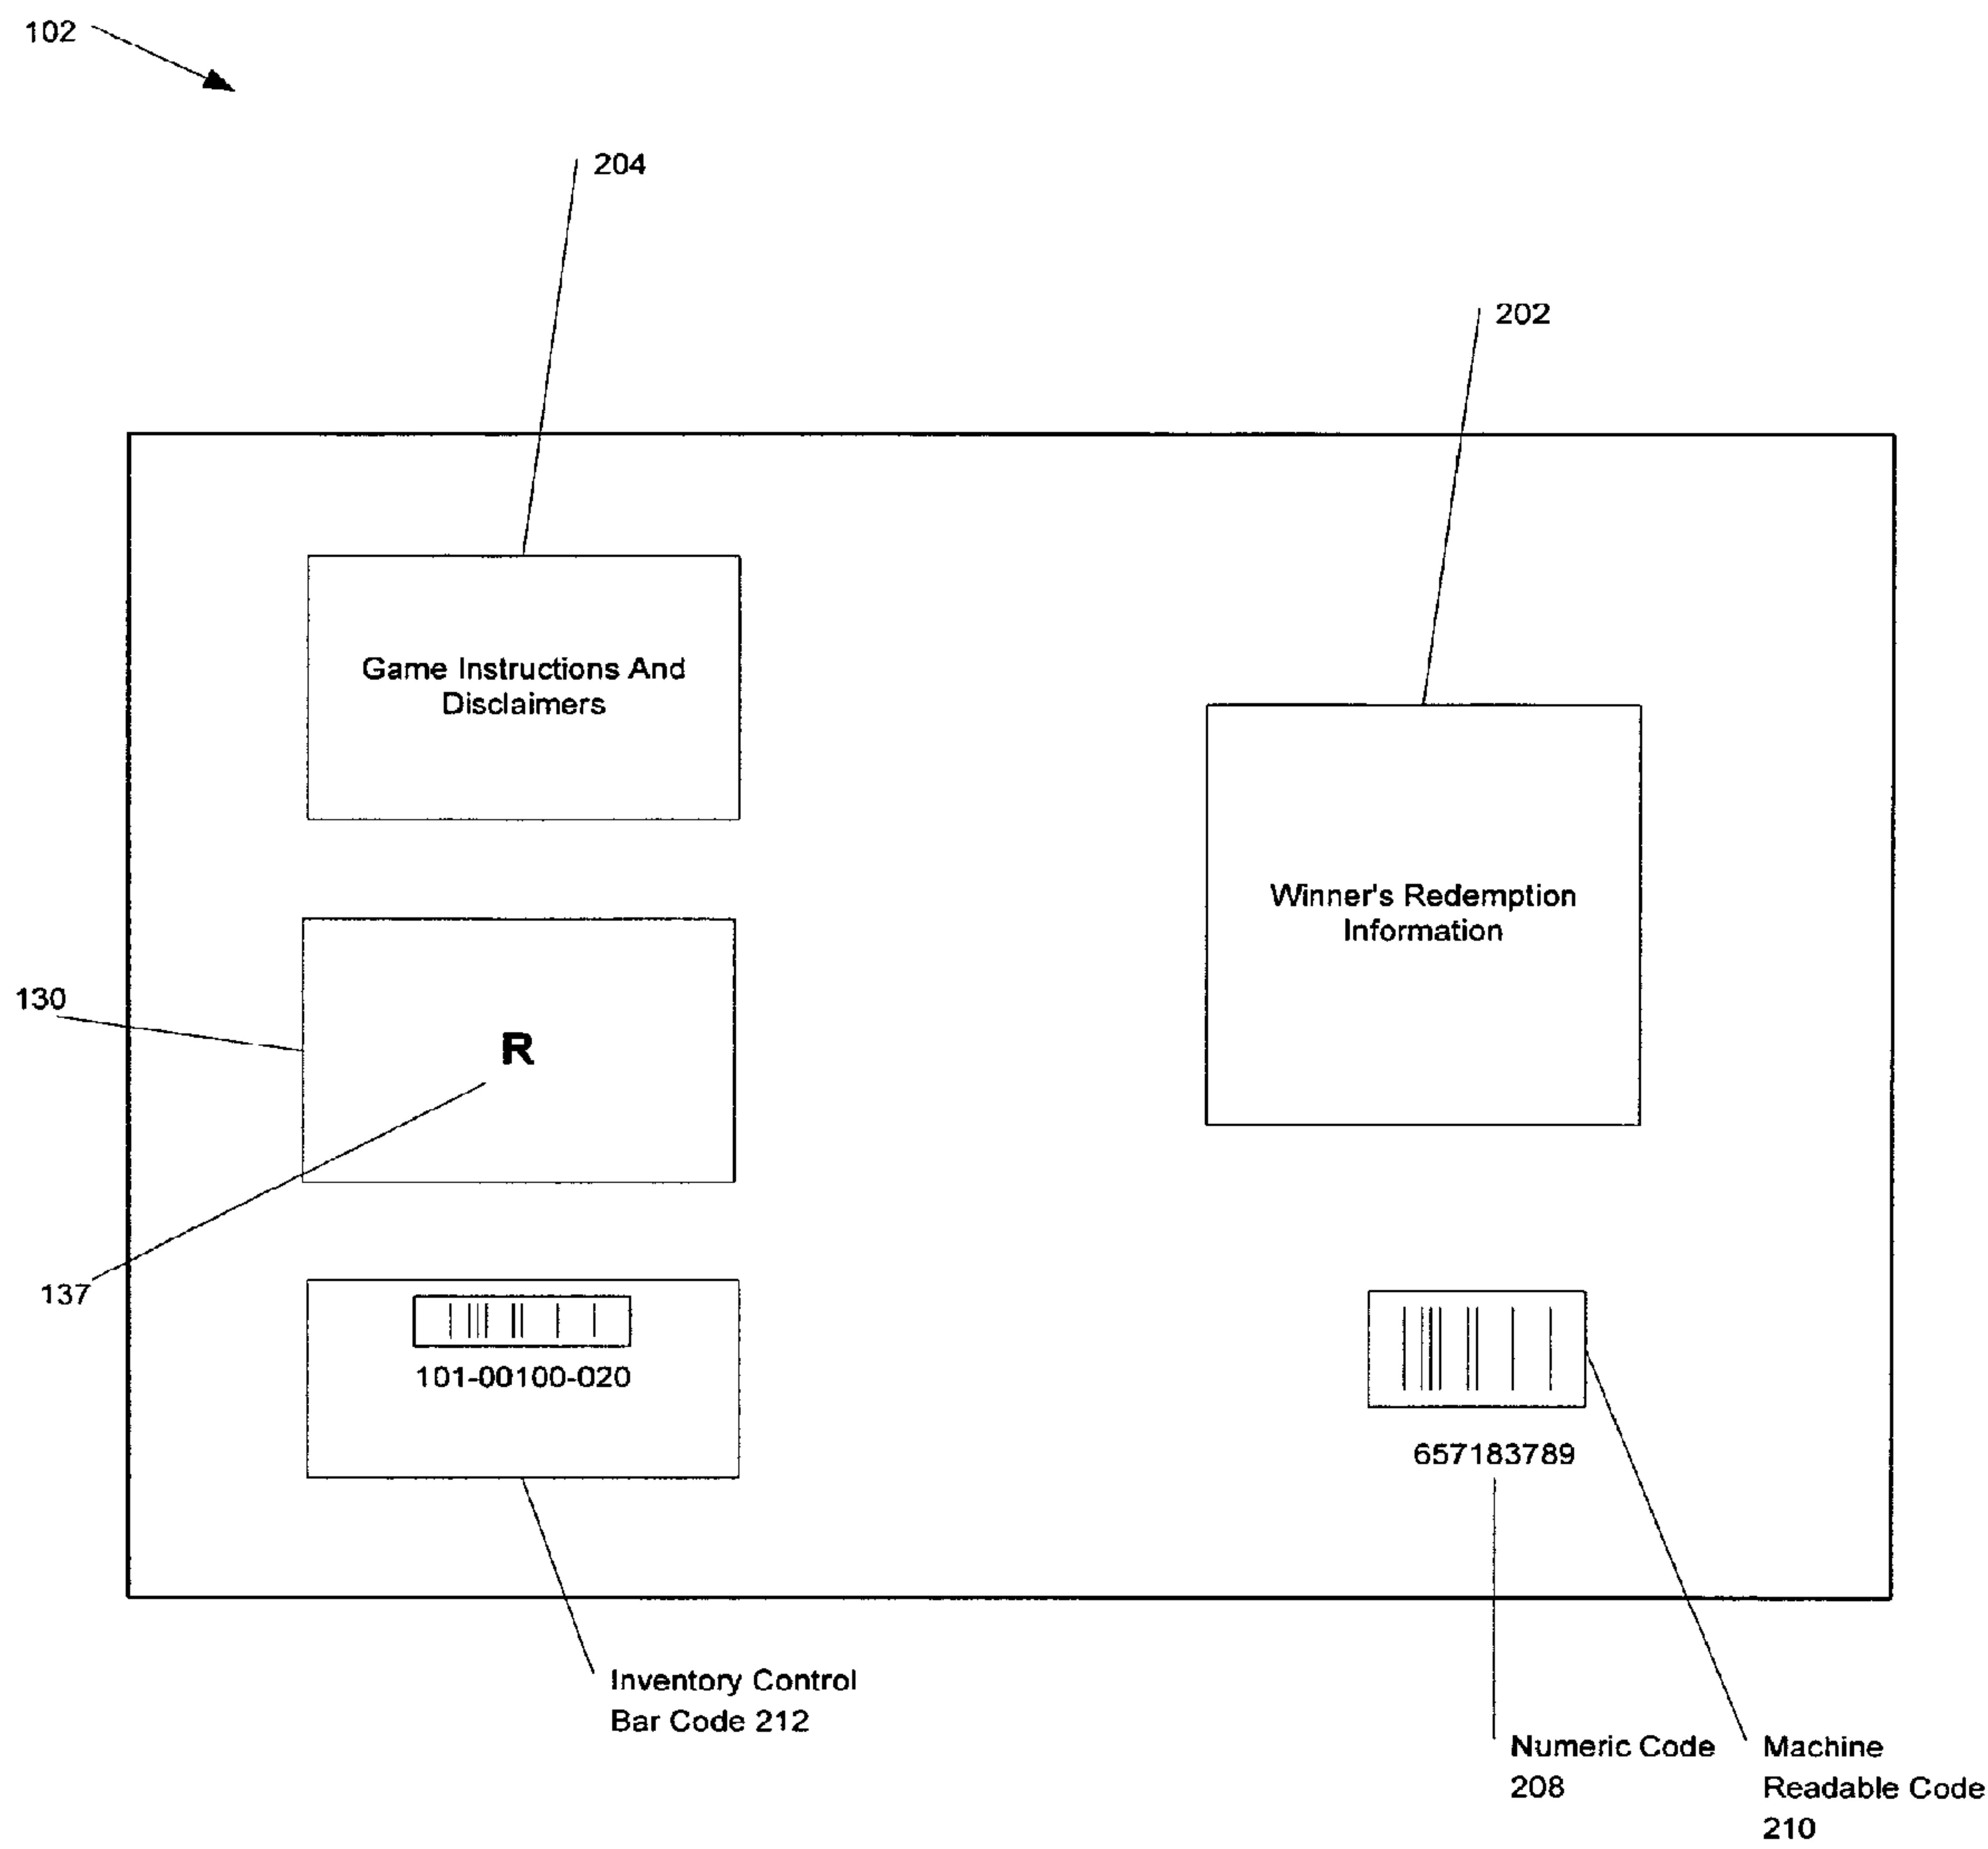 102
204
202
Game Instructions And
Disclaimers
Winner's Redemption
Information
130
R
137
101-00100-020
657183789
Inventory Control
Bar Code 212
Numeric Code
208
Machine
Readable Code
210